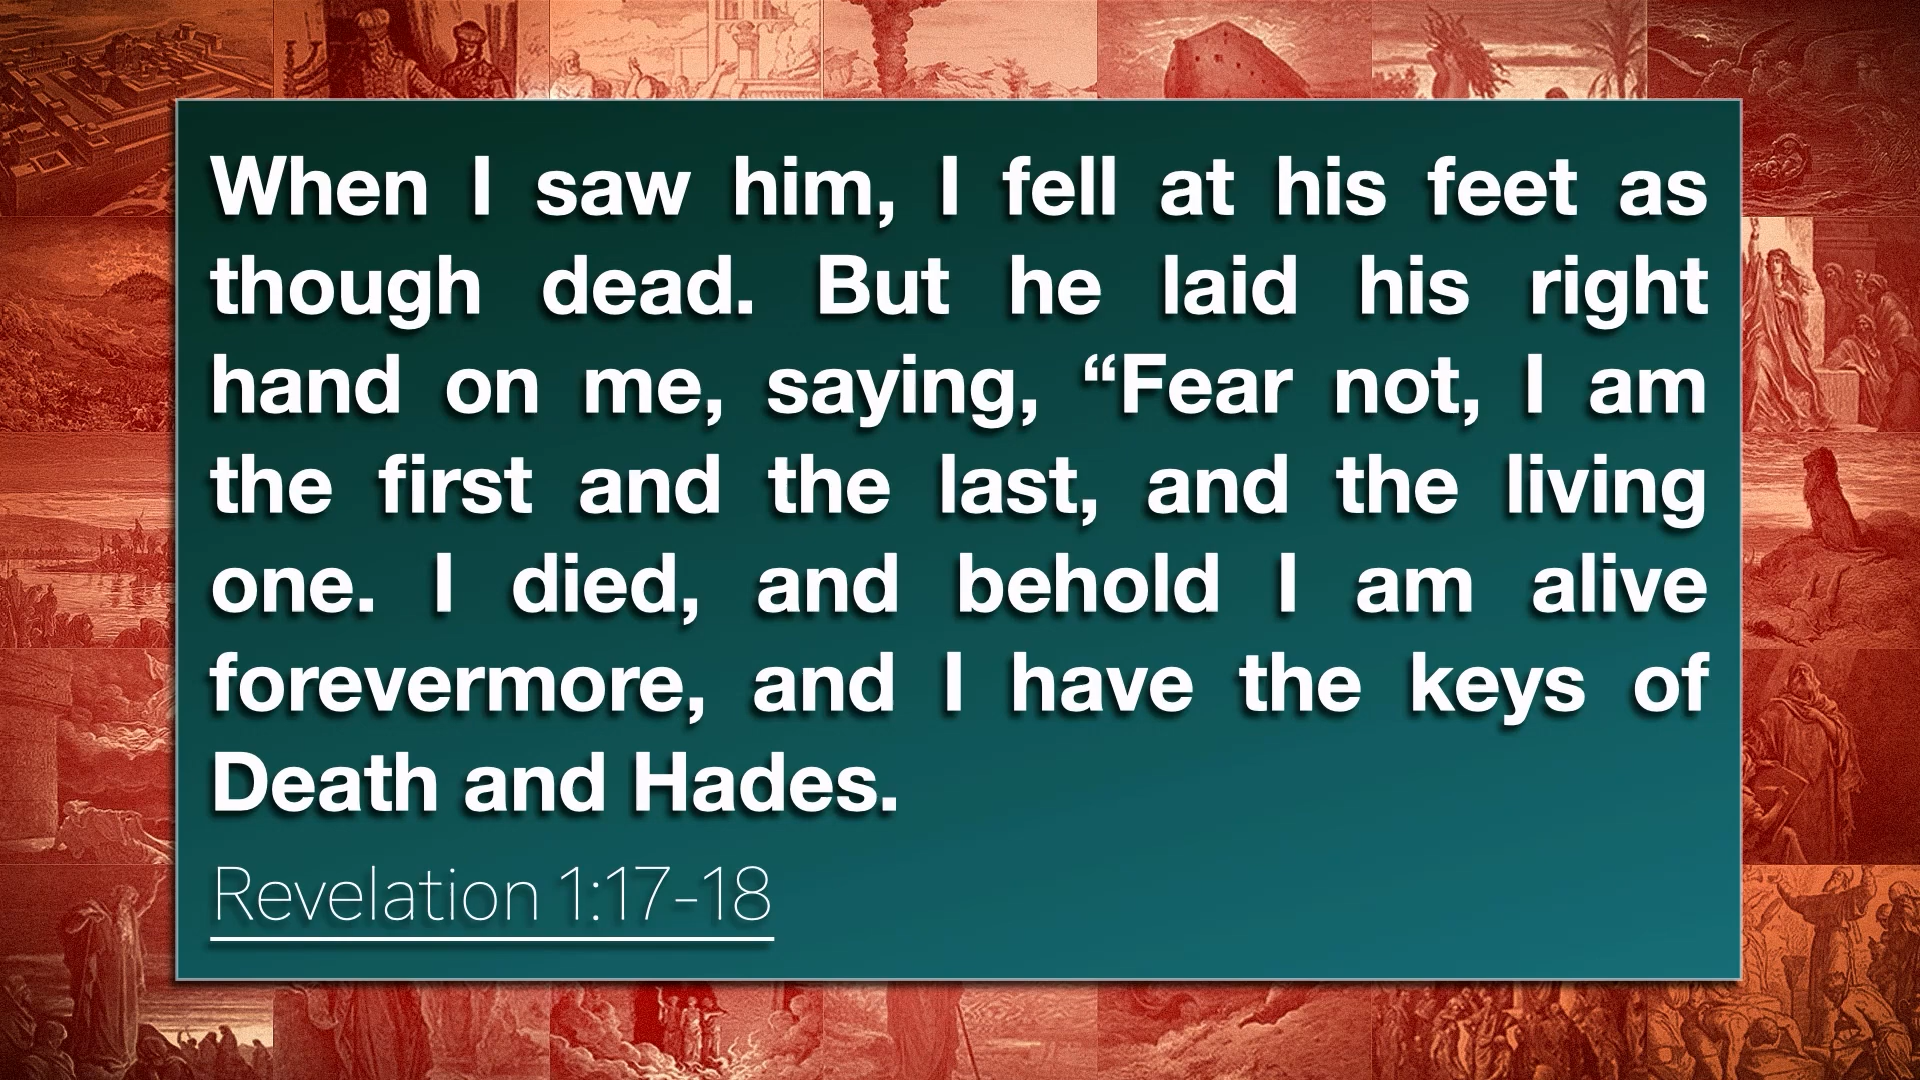 When I saw him, I fell at his feet as
though dead. But he laid his right
hand on me, saying, “Fear not, I am
the first and the last, and the living
one. I died, and behold I am alive
forevermore, and I have the keys of
Death and Hades.
Revelation 1:17-18